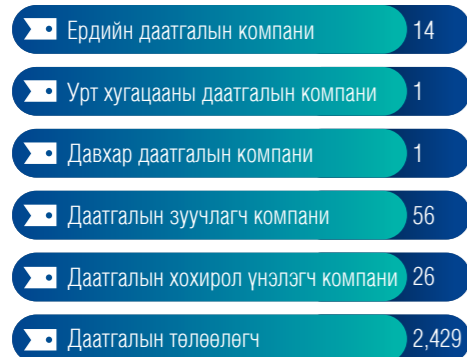 Ердийн даатгалын компани 14
Урт хугацааны даатгалын компани 1
Давхар даатгалын компани 1
Даатгалын зуучлагч компани 56
Даатгалын хохирол үнэлэгч компани 26
Даатгалын төлөөлөгч 2,429